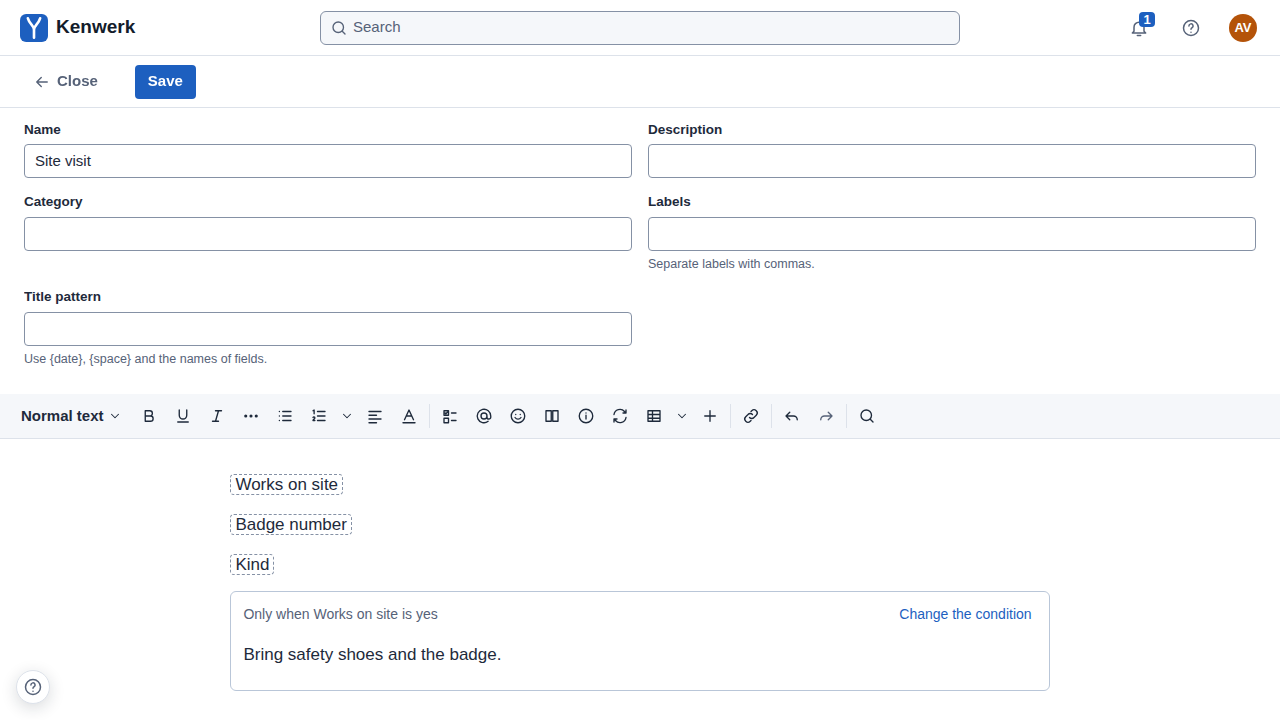 Kenwerk
Search
1
AV
Close
Save
Name
Description
Site visit
Category
Labels
Separate labels with commas.
Title pattern
Use {date}, {space} and the names of fields.
Normal text
Works on site
Badge number
Kind
Only when Works on site is yes
Change the condition
Bring safety shoes and the badge.